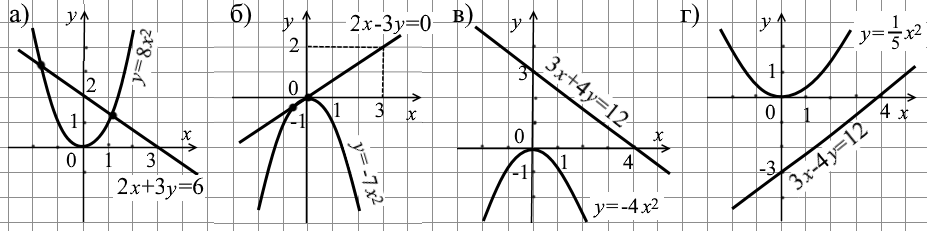 а)
y
y=8x²
2
1
x
0
1
3
2x+3y=6
б)
y
2x-3y=0
2
0
1
3
x
-1
y=-7x²
в)
y
3
3x+4y=12
0
x
1
4
-1
y=-4x²
г)
y
y=1/5x²
1
0
1
4
x
-3
3x-4y=12